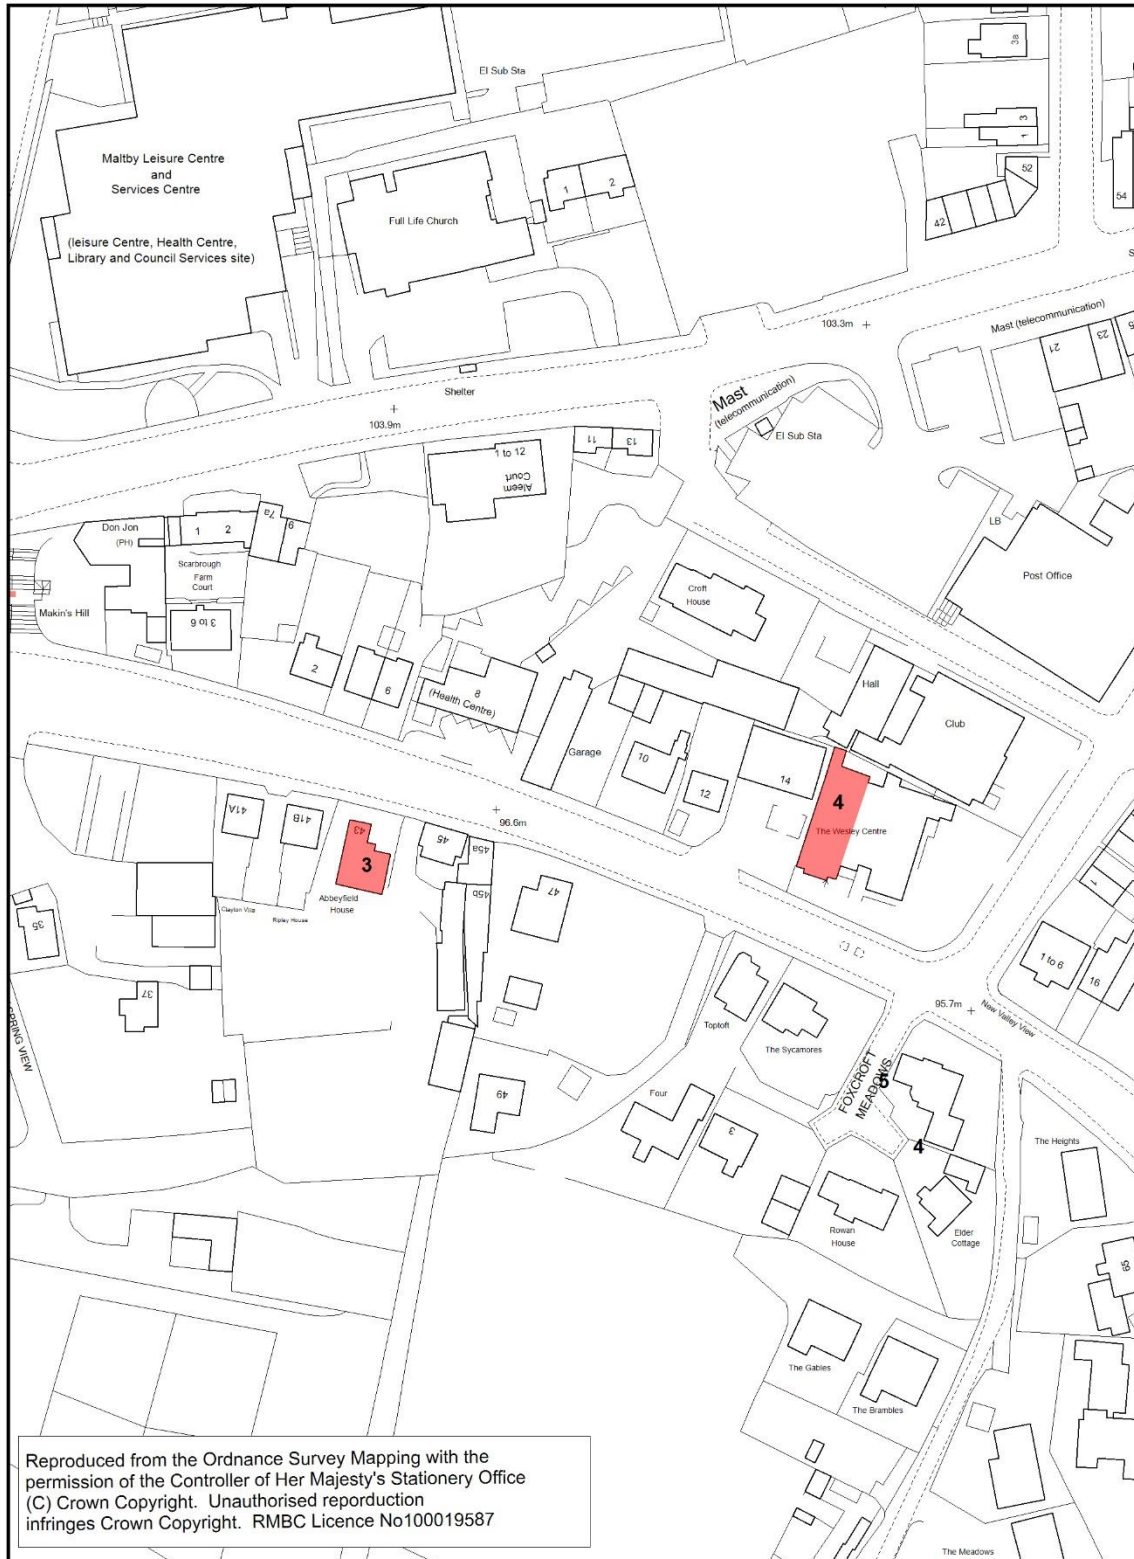 3a
El Sub Sta
3
1
Maltby Leisure Centre
and
Services Centre
52
1
2
54
Full Life Church
42
(leisure Centre, Health Centre,
Library and Council Services site)
S
Mast (telecommunication)
103.3m
23
5
21
Shelter
Mast
(telecommunication)
103.9m
El Sub Sta
11
13
1 to 12
Aleem
Court
7a
9
Don Jon
(PH)
1
2
LB
Scarbrough
Farm
Court
Post Office
Croft
House
Makin's Hill
3 to 6
2
6
8
(Health Centre)
Hall
Club
Garage
10
14
12
4
The Wesley Centre
96.6m
41A
41B
43
45
45a
3
45b
47
Abbeyfield
House
Clayton Villa
Ripley House
35
1
1 to 6
16
37
95.7m
New Valley View
Toptoft
SPRING VIEW
The Sycamores
FOXCROFT
MEADOWS
5
49
Four
3
4
The Heights
Rowan
House
Elder
Cottage
65
The Gables
The Brambles
Reproduced from the Ordnance Survey Mapping with the
permission of the Controller of Her Majesty's Stationery Office
(C) Crown Copyright.  Unauthorised reporduction
infringes Crown Copyright.  RMBC Licence No100019587
The Meadows